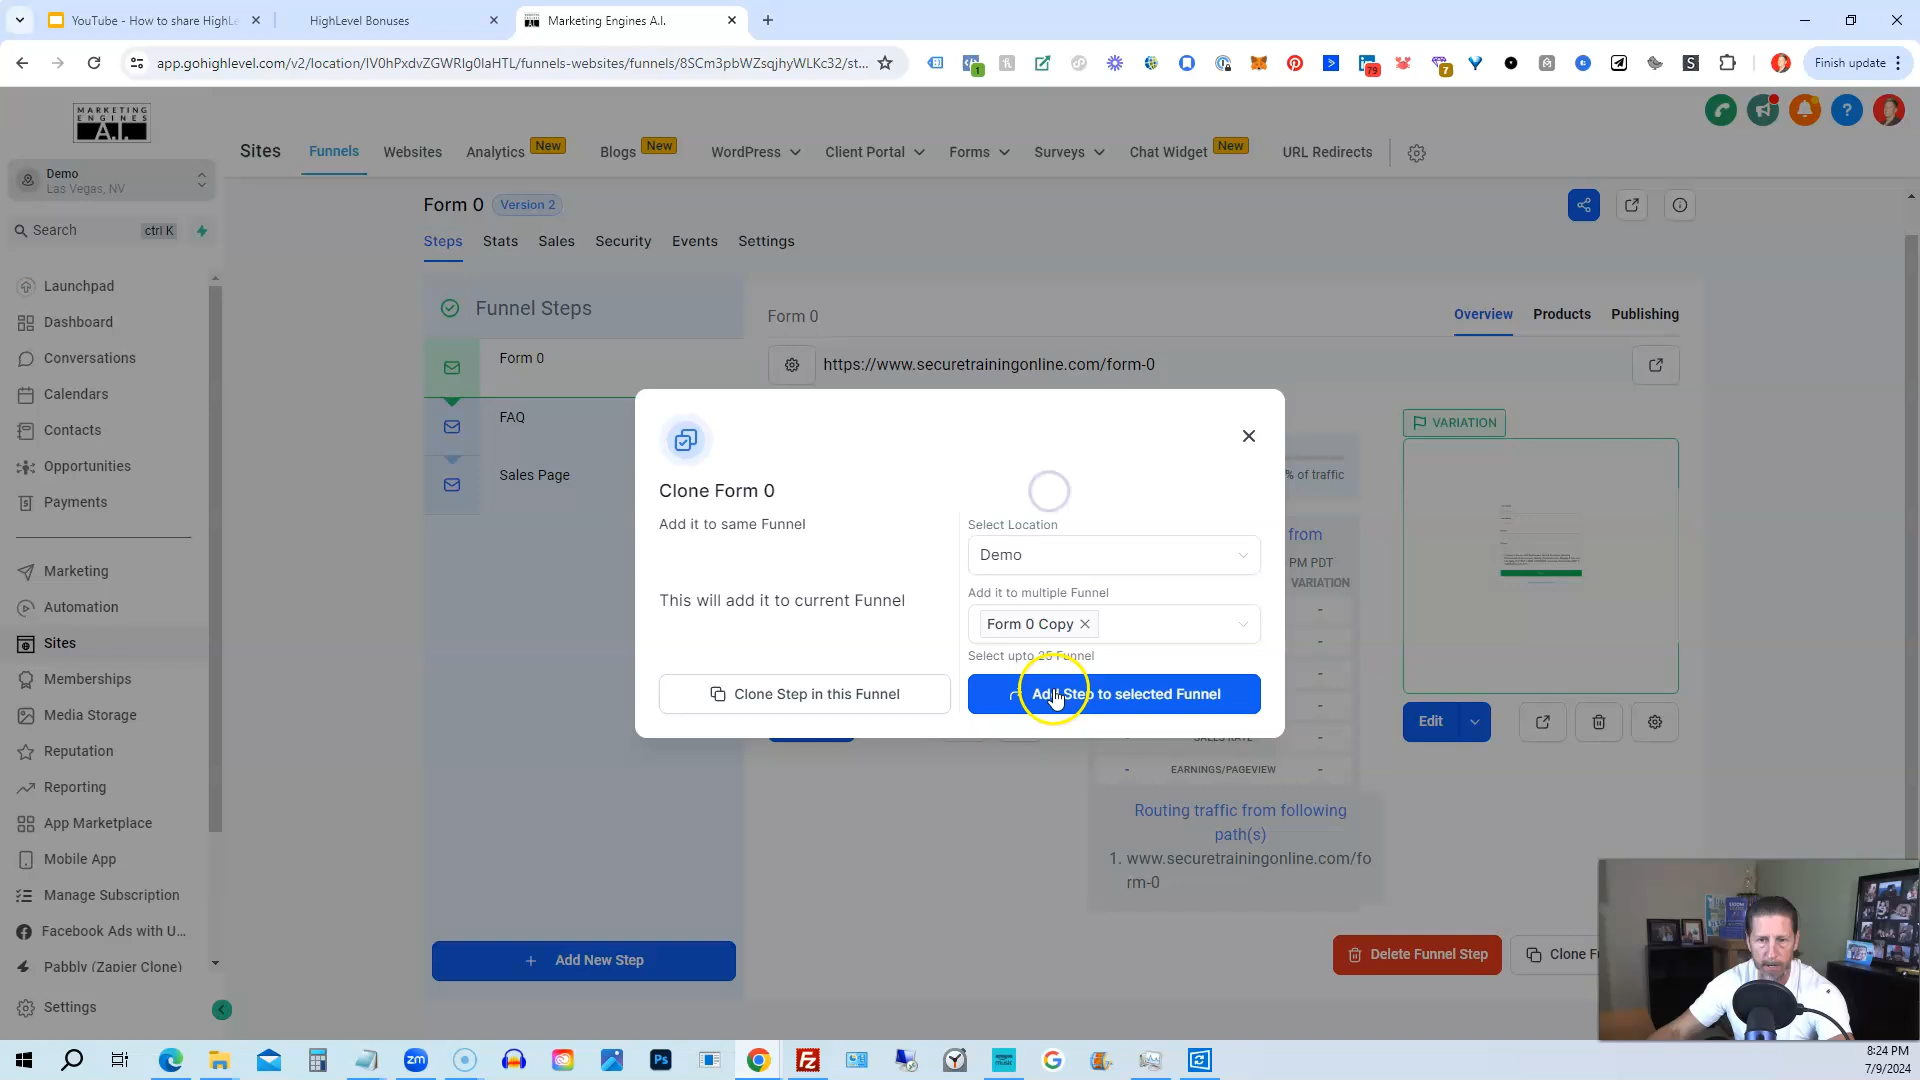 YouTube - How to share HighLe
HighLevel Bonuses
Marketing Engines A.I.
app.gohighlevel.com/v2/location/IV0hPxdvZGWRIg0IaHTL/funnels-websites/funnels/8SCm3pbWZsqjhyWLKc32/st...
1
79
7
Finish update
MARKETING
ENGINES
A.I.
Demo
Las Vegas, NV
Search
ctrl K
Launchpad
Dashboard
Conversations
Calendars
Contacts
Opportunities
Payments
Marketing
Automation
Sites
Memberships
Media Storage
Reputation
Reporting
App Marketplace
Mobile App
Manage Subscription
Facebook Ads with U...
Pabbly (Zapier Clone)
Settings
Sites
Funnels
Websites
Analytics
New
Blogs
New
WordPress
Client Portal
Forms
Surveys
Chat Widget
New
URL Redirects
Form 0
Version 2
Steps
Stats
Sales
Security
Events
Settings
Funnel Steps
Form 0
FAQ
Sales Page
Add New Step
Form 0
Overview
Products
Publishing
https://www.securetrainingonline.com/form-0
VARIATION
% of traffic
from
PM PDT
VARIATION
Clone Form 0
Add it to same Funnel
This will add it to current Funnel
Clone Step in this Funnel
Select Location
Demo
Add it to multiple Funnel
Form 0 Copy
Select upto 25 Funnel
Add Step to selected Funnel
SALES RATE
-
EARNINGS/PAGEVIEW
-
Routing traffic from following
path(s)
1. www.securetrainingonline.com/fo
rm-0
Edit
Delete Funnel Step
Clone F
zm
Ps
8:24 PM
7/9/2024